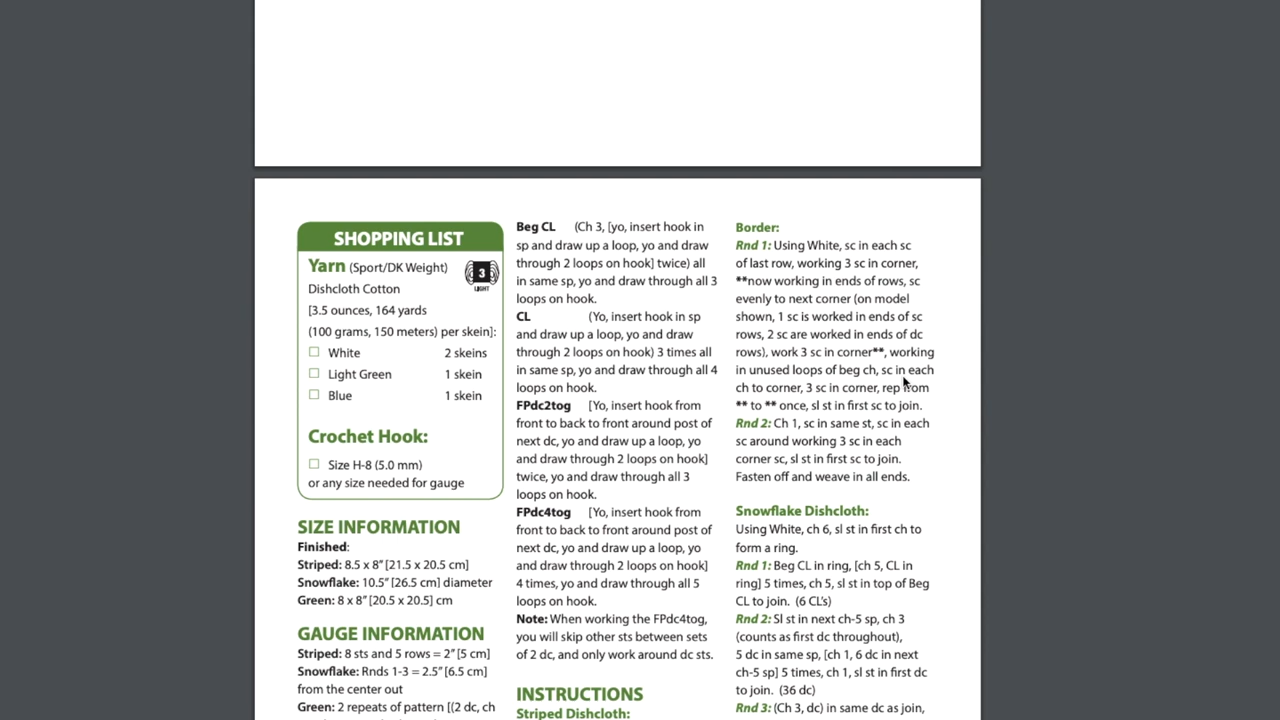 SHOPPING LIST
Yarn (Sport/DK Weight)
3
LIGHT
Dishcloth Cotton
[3.5 ounces, 164 yards
(100 grams, 150 meters) per skein]:
White 2 skeins
Light Green 1 skein
Blue 1 skein
Crochet Hook:
Size H-8 (5.0 mm)
or any size needed for gauge
SIZE INFORMATION
Finished:
Striped: 8.5 x 8” [21.5 x 20.5 cm]
Snowflake: 10.5” [26.5 cm] diameter
Green: 8 x 8” [20.5 x 20.5] cm
GAUGE INFORMATION
Striped: 8 sts and 5 rows = 2” [5 cm]
Snowflake: Rnds 1-3 = 2.5” [6.5 cm]
from the center out
Green: 2 repeats of pattern [(2 dc, ch
Beg CL (Ch 3, [yo, insert hook in
sp and draw up a loop, yo and draw
through 2 loops on hook] twice) all
in same sp, yo and draw through all 3
loops on hook.
CL (Yo, insert hook in sp
and draw up a loop, yo and draw
through 2 loops on hook) 3 times all
in same sp, yo and draw through all 4
loops on hook.
FPdc2tog [Yo, insert hook from
front to back to front around post of
next dc, yo and draw up a loop, yo
and draw through 2 loops on hook]
twice, yo and draw through all 3
loops on hook.
FPdc4tog [Yo, insert hook from
front to back to front around post of
next dc, yo and draw up a loop, yo
and draw through 2 loops on hook]
4 times, yo and draw through all 5
loops on hook.
Note: When working the FPdc4tog,
you will skip other sts between sets
of 2 dc, and only work around dc sts.
INSTRUCTIONS
Striped Dishcloth:
Border:
Rnd 1: Using White, sc in each sc
of last row, working 3 sc in corner,
**now working in ends of rows, sc
evenly to next corner (on model
shown, 1 sc is worked in ends of sc
rows, 2 sc are worked in ends of dc
rows), work 3 sc in corner**, working
in unused loops of beg ch, sc in each
ch to corner, 3 sc in corner, rep from
** to ** once, sl st in first sc to join.
Rnd 2: Ch 1, sc in same st, sc in each
sc around working 3 sc in each
corner sc, sl st in first sc to join.
Fasten off and weave in all ends.
Snowflake Dishcloth:
Using White, ch 6, sl st in first ch to
form a ring.
Rnd 1: Beg CL in ring, [ch 5, CL in
ring] 5 times, ch 5, sl st in top of Beg
CL to join. (6 CL’s)
Rnd 2: Sl st in next ch-5 sp, ch 3
(counts as first dc throughout),
5 dc in same sp, [ch 1, 6 dc in next
ch-5 sp] 5 times, ch 1, sl st in first dc
to join. (36 dc)
Rnd 3: (Ch 3, dc) in same dc as join,